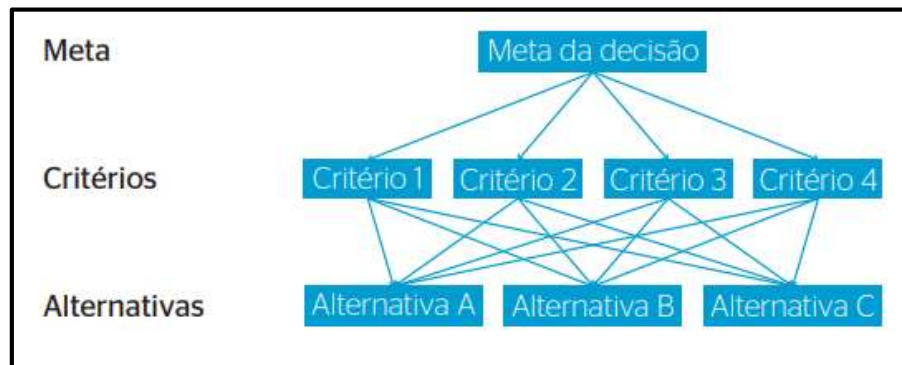 Meta
Meta da decisão
Critérios
Critério 1
Critério 2
Critério 3
Critério 4
Alternativas
Alternativa A
Alternativa B
Alternativa C